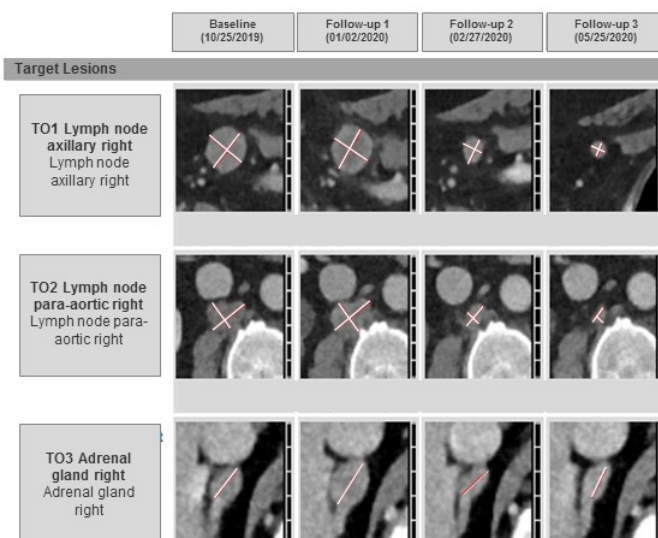 Baseline
(10/25/2019)
Follow-up 1
(01/02/2020)
Follow-up 2
(02/27/2020)
Follow-up 3
(05/25/2020)
Target Lesions
TO1 Lymph node
axillary right
Lymph node
axillary right
TO2 Lymph node
para-aortic right
Lymph node para-
aortic right
TO3 Adrenal
gland right
Adrenal gland
right